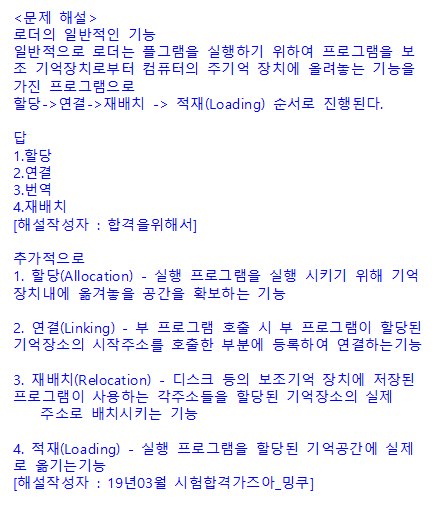 <문제 해설>
로더의 일반적인 기능
일반적으로 로더는 플그램을 실행하기 위하여 프로그램을 보
조 기억장치로부터 컴퓨터의 주기억 장치에 올려놓는 기능을
가진 프로그램으로
할당->연결->재배치 -> 적재(Loading) 순서로 진행된다.
답
1.할당
2.연결
3.번역
4.재배치
[해설작성자 : 합격을위해서]
추가적으로
1. 할당(Allocation) - 실행 프로그램을 실행 시키기 위해 기억
장치내에 옮겨놓을 공간을 확보하는 기능
2. 연결(Linking) - 부 프로그램 호출 시 부 프로그램이 할당된
기억장소의 시작주소를 호출한 부분에 등록하여 연결하는기능
3. 재배치(Relocation) - 디스크 등의 보조기억 장치에 저장된
프로그램이 사용하는 각주소들을 할당된 기억장소의 실제
주소로 배치시키는 기능
4. 적재(Loading) - 실행 프로그램을 할당된 기억공간에 실제
로 옮기는기능
[해설작성자 : 19년03월 시험합격가즈아_밍쿠]